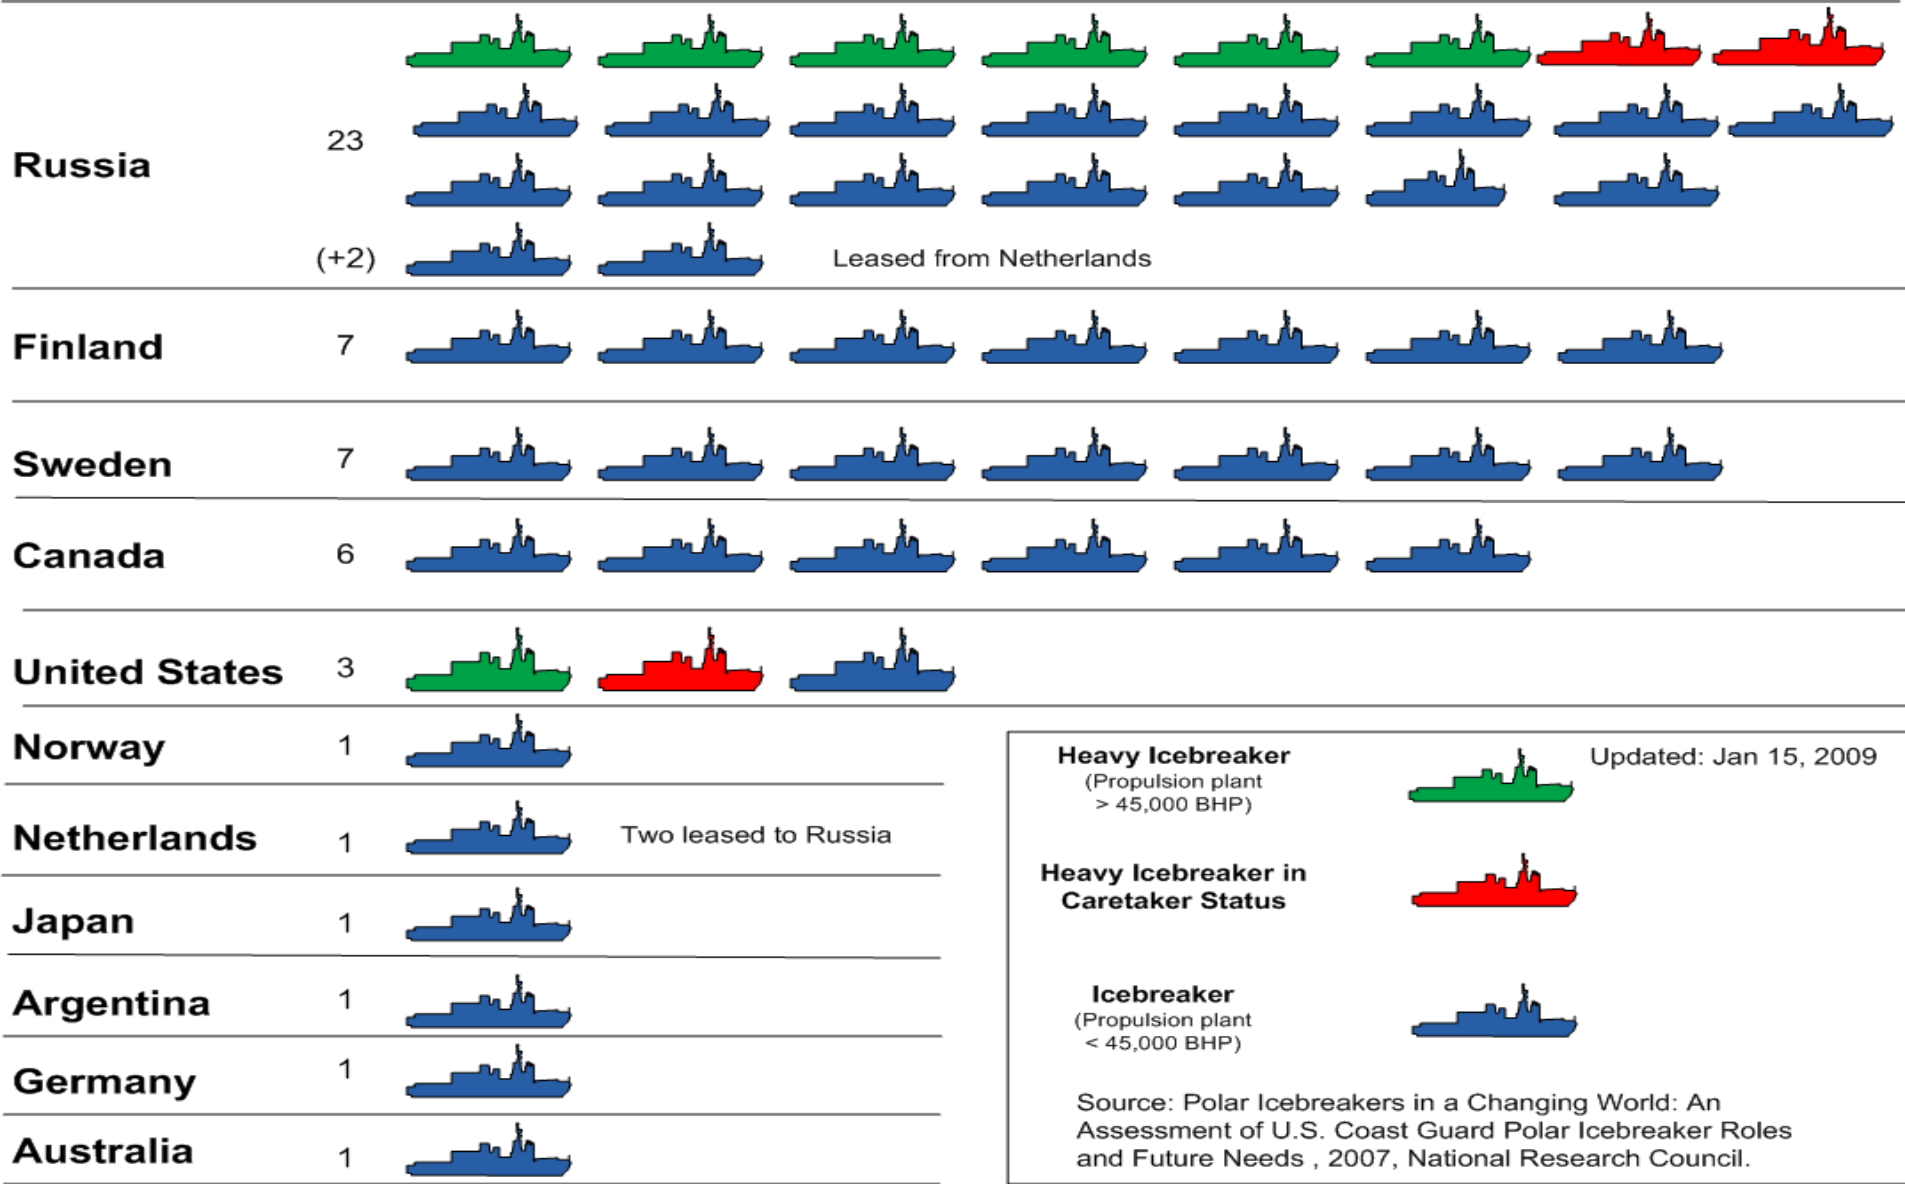 Russia
23
(+2)
Leased from Netherlands
Finland
7
Sweden
7
Canada
6
United States
3
Norway
1
Netherlands
1
Two leased to Russia
Japan
1
Argentina
1
Germany
1
Australia
1
Heavy Icebreaker
(Propulsion plant
> 45,000 BHP)
Updated: Jan 15, 2009
Heavy Icebreaker in
Caretaker Status
Icebreaker
(Propulsion plant
< 45,000 BHP)
Source: Polar Icebreakers in a Changing World: An
Assessment of U.S. Coast Guard Polar Icebreaker Roles
and Future Needs , 2007, National Research Council.